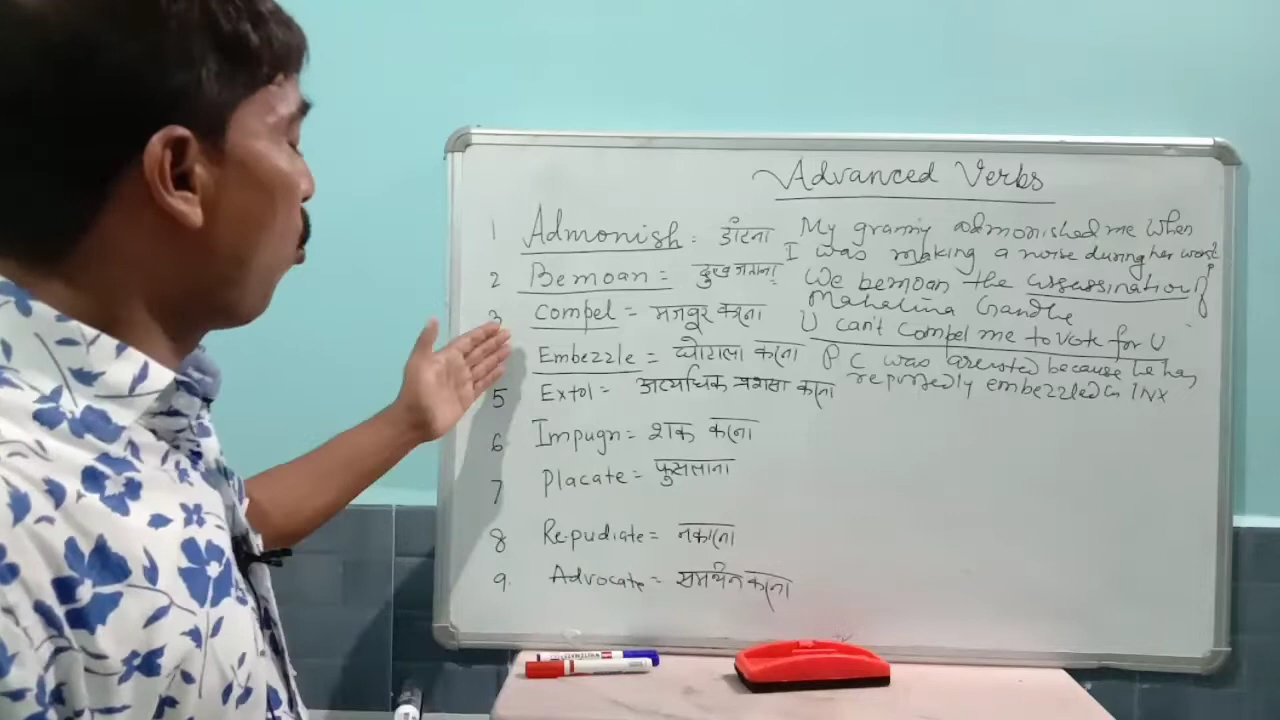 Advanced Verbs
1 Admonish : डांटना My granny admonished me when
I was making a noise during her worship
2 Bemoan = दुख जताना We bemoan the assassination of
Mahatma Gandhi
3 Compel = मजबूर करना U can't compel me to vote for U
Embezzle = घोटाला करना P C was arrested because he has
reportedly embezzled in INX
5 Extol = अत्यधिक प्रशंसा करना
6 Impugn = शक करना
7 Placate = फुसलाना
8 Repudiate = नकारना
9. Advocate = समर्थन करना